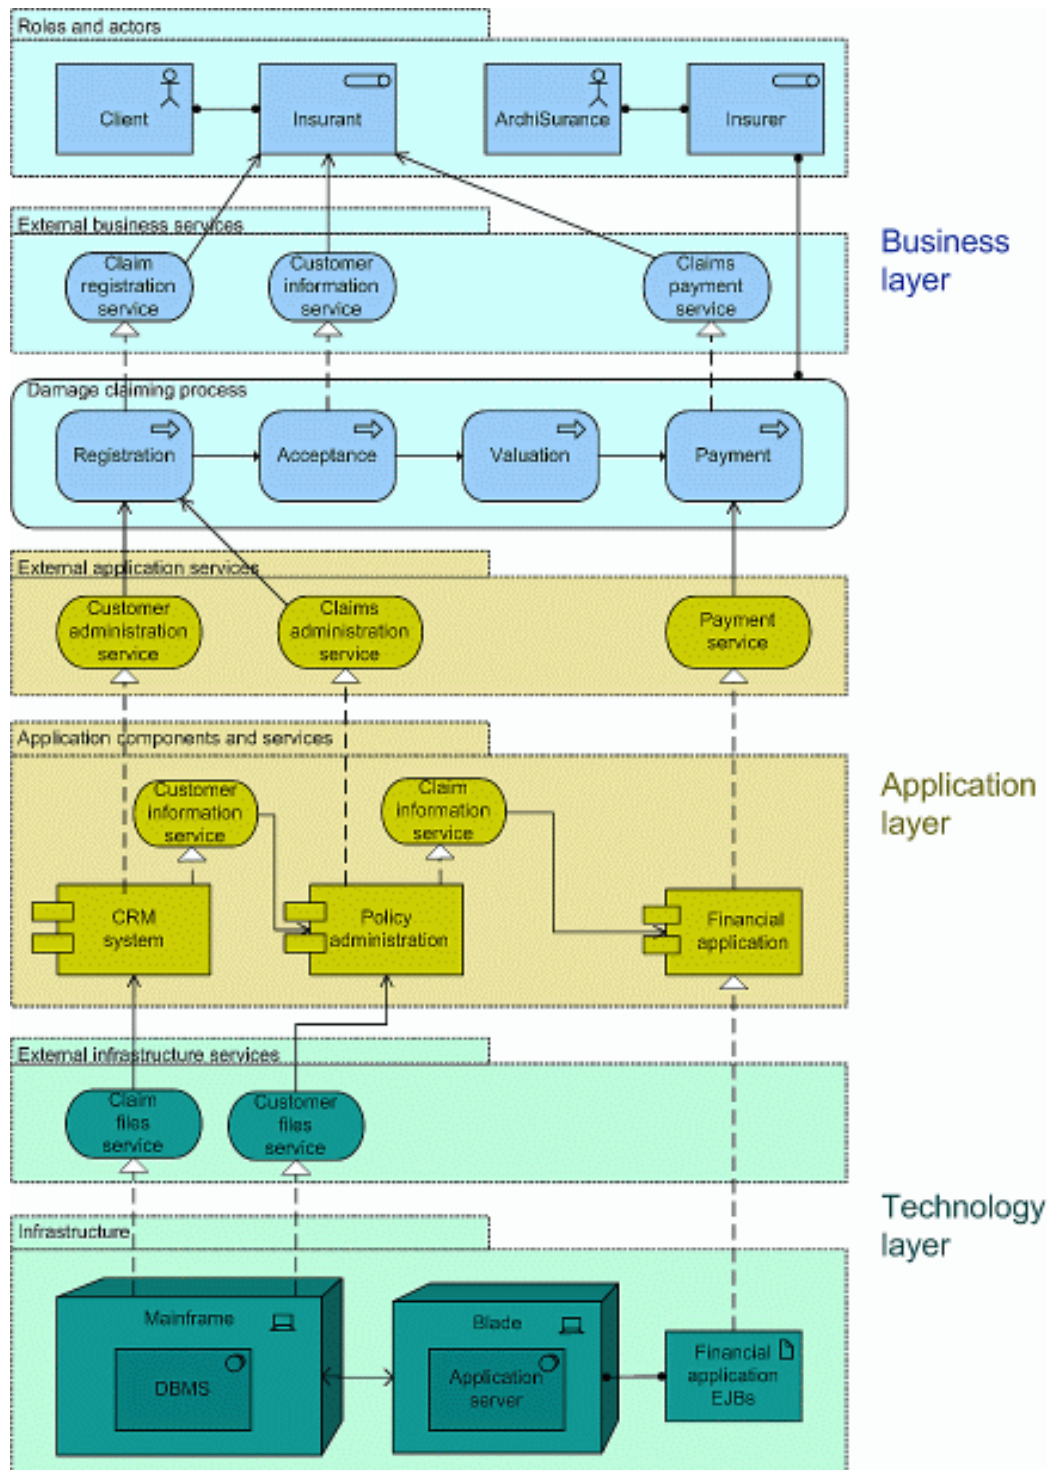 Roles and actors
Client
Insurant
ArchiSurance
Insurer
External business services
Claim
registration
service
Customer
information
service
Claims
payment
service
Business
layer
Damage claiming process
Registration
Acceptance
Valuation
Payment
External application services
Customer
administration
service
Claims
administration
service
Payment
service
Application components and services
Customer
information
service
Claim
information
service
Application
layer
CRM
system
Policy
administration
Financial
application
External infrastructure services
Claim
files
service
Customer
files
service
Technology
layer
Infrastructure
Mainframe
DBMS
Blade
Application
server
Financial
application
EJBs